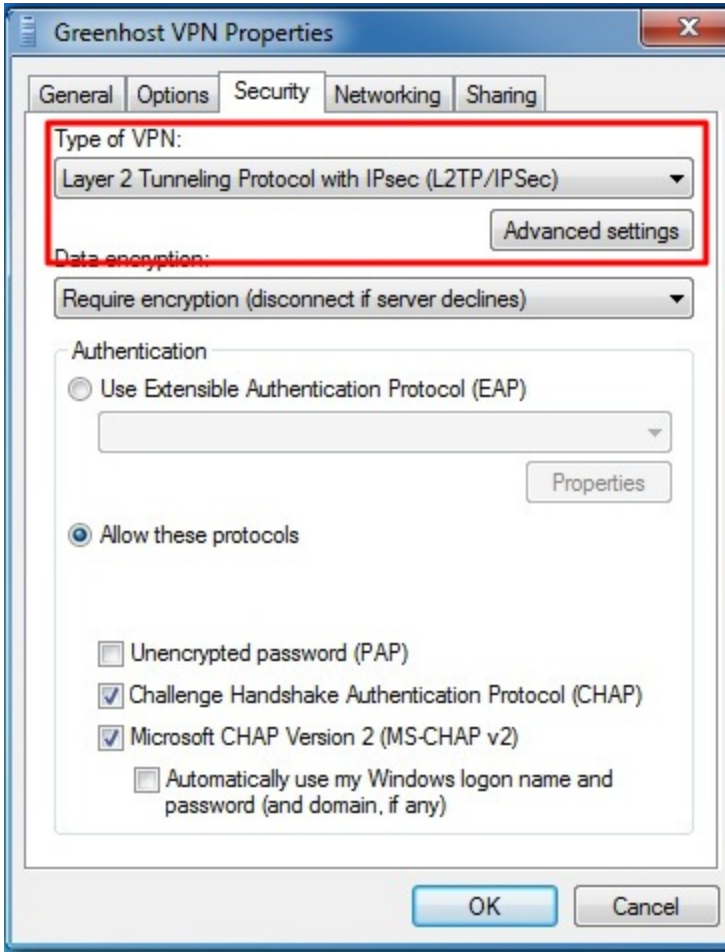 Greenhost VPN Properties
General Options Security Networking Sharing
Type of VPN:
Layer 2 Tunneling Protocol with IPsec (L2TP/IPSec)
Advanced settings
Data encryption:
Require encryption (disconnect if server declines)
Authentication
Use Extensible Authentication Protocol (EAP)
Properties
Allow these protocols
Unencrypted password (PAP)
Challenge Handshake Authentication Protocol (CHAP)
Microsoft CHAP Version 2 (MS-CHAP v2)
Automatically use my Windows logon name and
password (and domain, if any)
OK Cancel